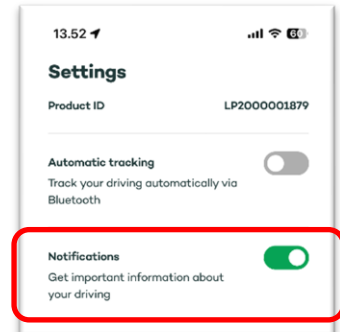 13.52
60
Settings
Product ID LP2000001879
Automatic tracking
Track your driving automatically via
Bluetooth
Notifications
Get important information about
your driving